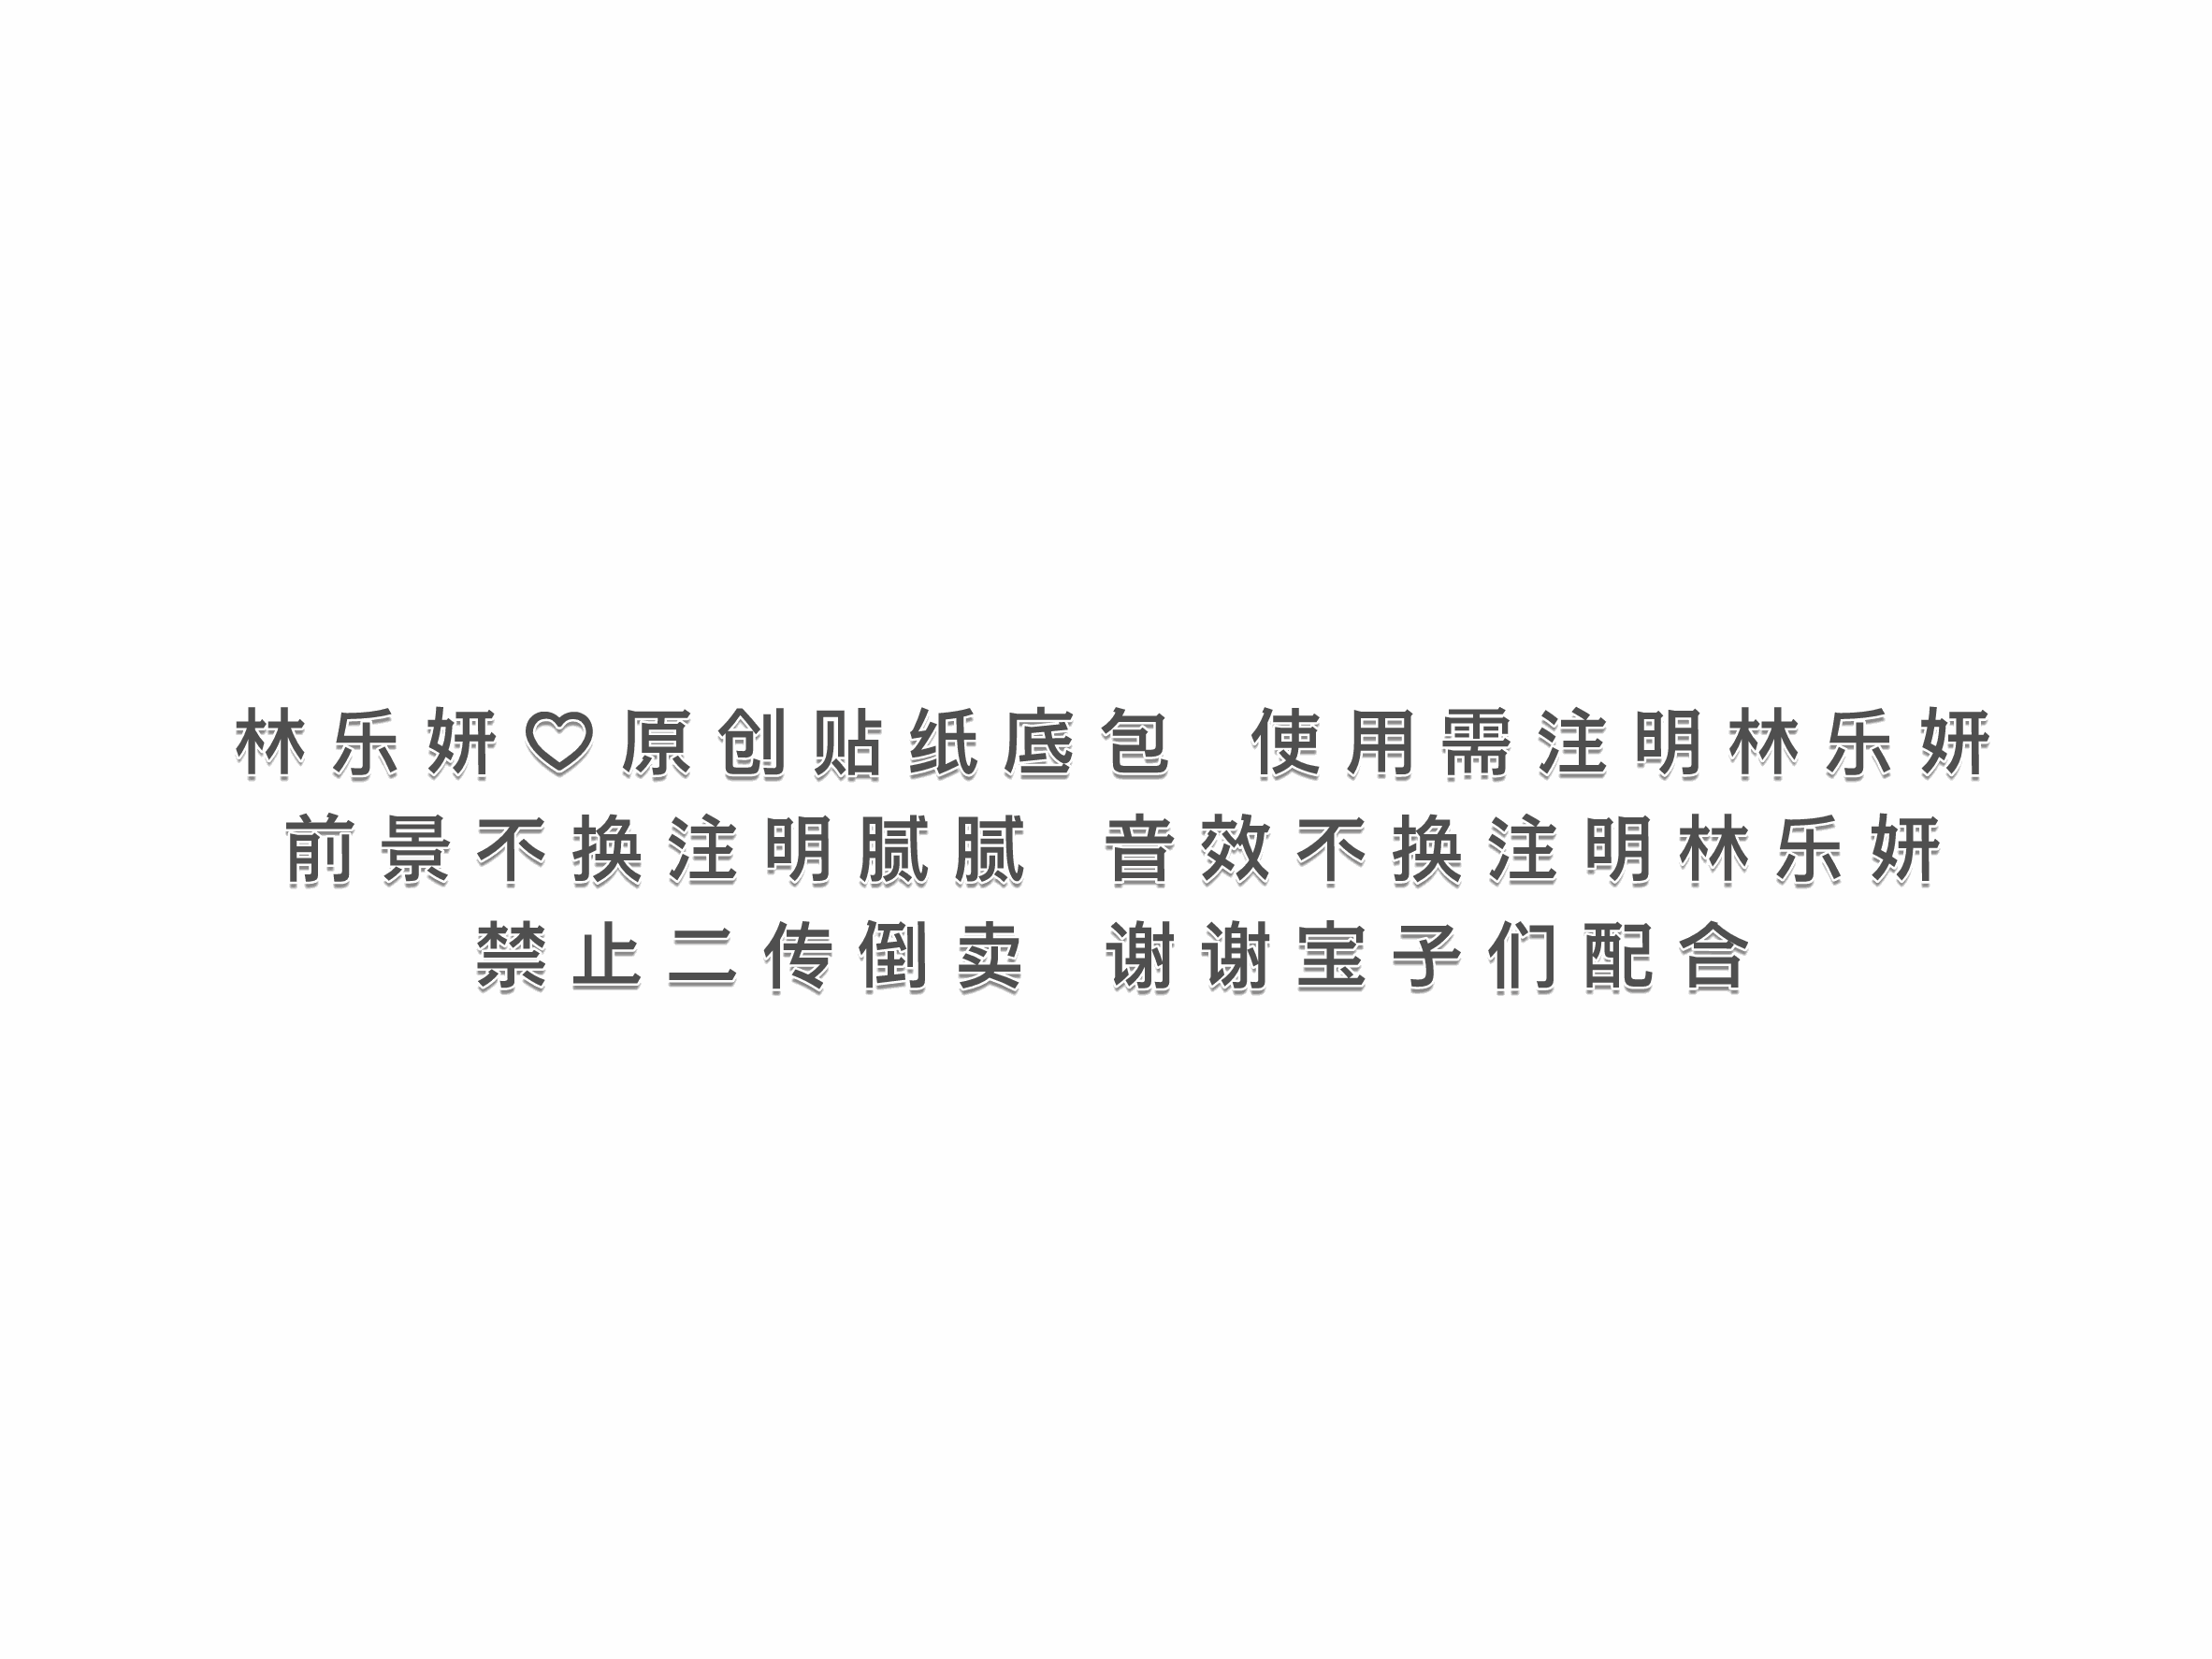 林乐妍♡原创贴纸底包 使用需注明林乐妍
前景不换注明腻腻 音效不换注明林乐妍
禁止二传倒卖 谢谢宝子们配合